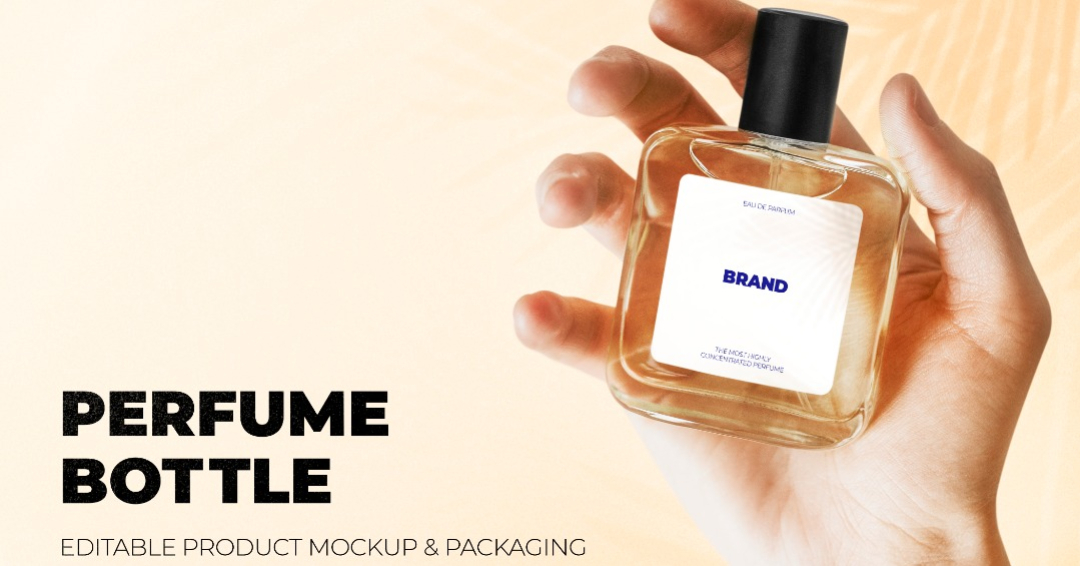 EAU DE PARFUM
BRAND
THE MOST HIGHLY
CONCENTRATED PERFUME
PERFUME
BOTTLE
EDITABLE PRODUCT MOCKUP & PACKAGING